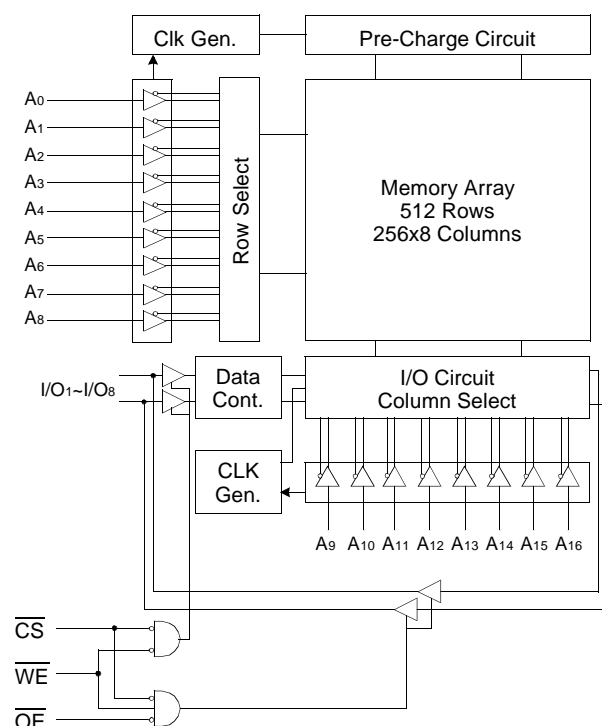 Clk Gen.
Pre-Charge Circuit
A0
A1
A2
A3
A4
A5
A6
A7
A8
Row Select
Memory Array
512 Rows
256x8 Columns
I/O1~I/O8
Data
Cont.
I/O Circuit
Column Select
CLK
Gen.
A9 A10 A11 A12 A13 A14 A15 A16
CS
WE
OE